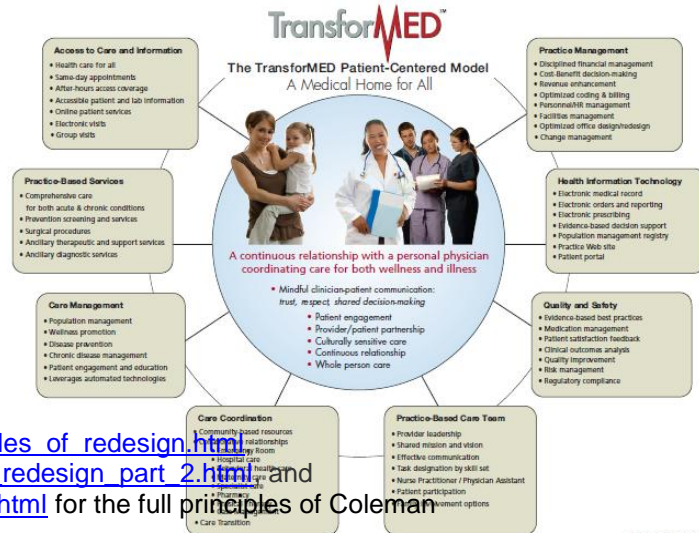 TransforMED™
The TransforMED Patient-Centered Model
A Medical Home for All
Access to Care and Information
• Health care for all
• Same-day appointments
• After-hours access coverage
• Accessible patient and lab information
• Online patient services
• Electronic visits
• Group visits
Practice-Based Services
• Comprehensive care
for both acute & chronic conditions
• Prevention screening and services
• Surgical procedures
• Ancillary therapeutic and support services
• Ancillary diagnostic services
Care Management
• Population management
• Wellness promotion
• Disease prevention
• Chronic disease management
• Patient engagement and education
• Leverages automated technologies
Care Coordination
• Community-based resources
relationships
Emergency Room
• Hospital care
• Pharmacy
• Care Transition
A continuous relationship with a personal physician
coordinating care for both wellness and illness
• Mindful clinician-patient communication:
trust, respect, shared decision-making
• Patient engagement
• Provider/patient partnership
• Culturally sensitive care
• Continuous relationship
• Whole person care
Practice Management
• Disciplined financial management
• Cost-Benefit decision-making
• Revenue enhancement
• Optimized coding & billing
• Personnel/HR management
• Facilities management
• Optimized office design/redesign
• Change management
Health Information Technology
• Electronic medical record
• Electronic orders and reporting
• Electronic prescribing
• Evidence-based decision support
• Population management registry
• Practice Web site
• Patient portal
Quality and Safety
• Evidence-based best practices
• Medication management
• Patient satisfaction feedback
• Clinical outcomes analysis
• Quality improvement
• Risk management
• Regulatory compliance
Practice-Based Care Team
• Provider leadership
• Shared mission and vision
• Effective communication
• Task designation by skill set
• Nurse Practitioner / Physician Assistant
• Patient participation
involvement options
les_of_redesign.html,
_redesign_part_2.html, and
html for the full principles of Coleman